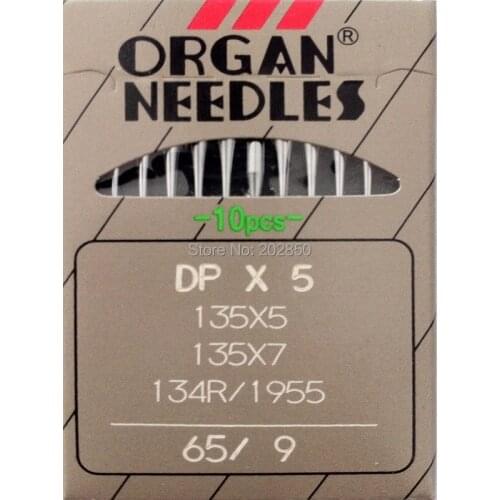 ORGAN®
NEEDLES
-10pcs-
Store No: 202850
DP X 5
135X5
135X7
134R/1955
65/ 9